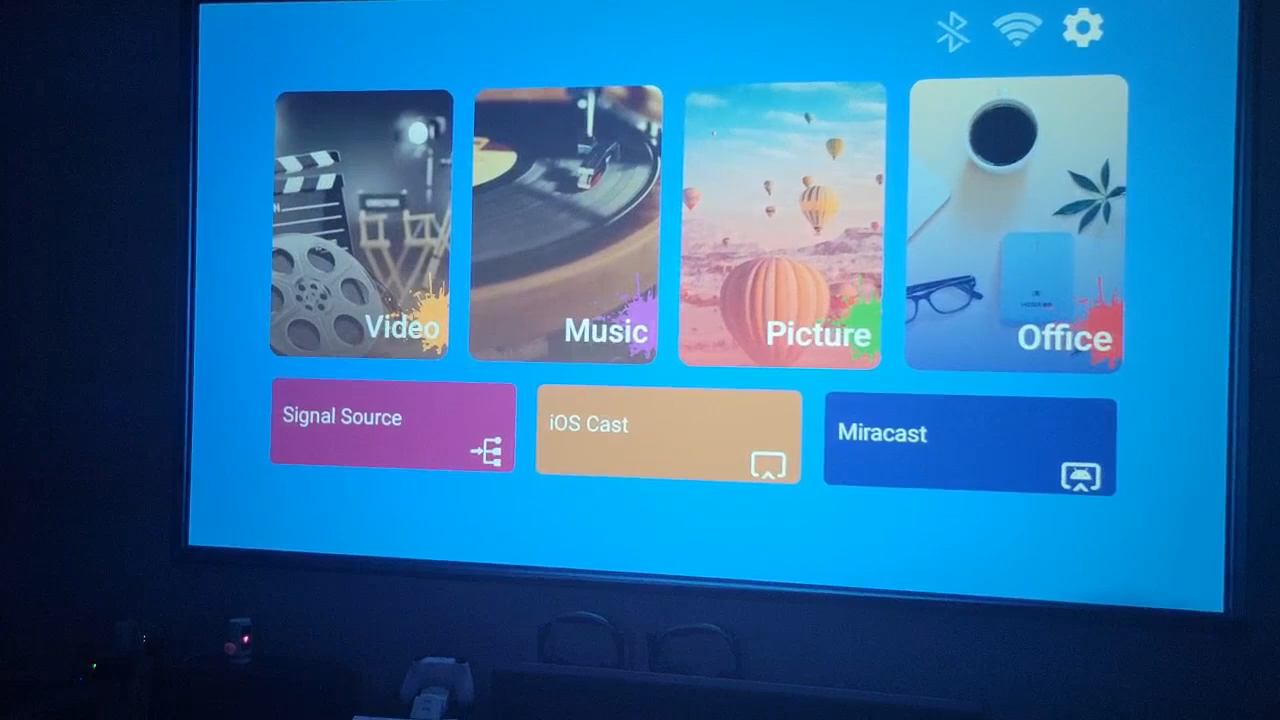 Video
Music
Picture
Office
Signal Source
iOS Cast
Miracast